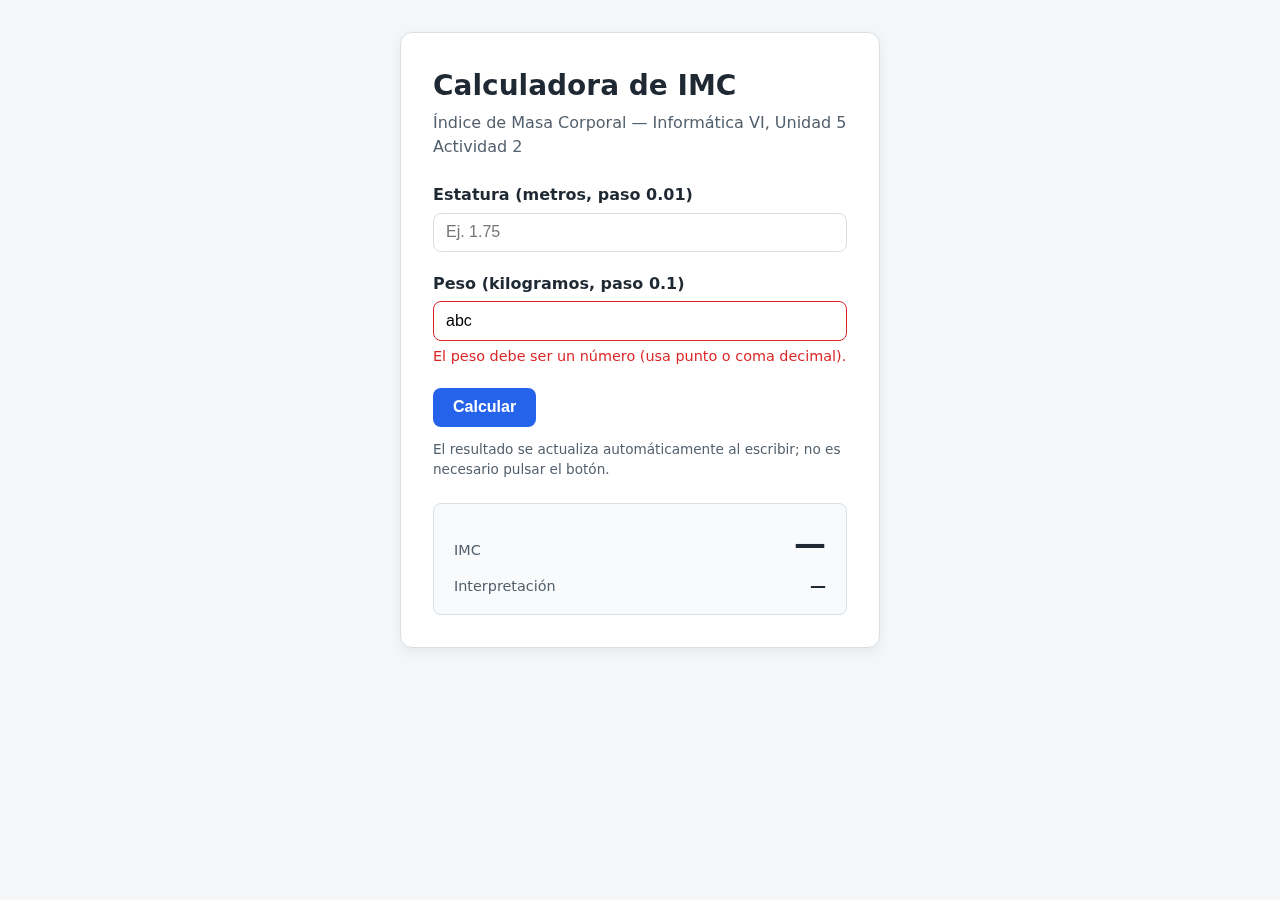 Calculadora de IMC
Índice de Masa Corporal — Informática VI, Unidad 5
Actividad 2
Estatura (metros, paso 0.01)
Ej. 1.75
Peso (kilogramos, paso 0.1)
abc
El peso debe ser un número (usa punto o coma decimal).
Calcular
El resultado se actualiza automáticamente al escribir; no es
necesario pulsar el botón.
IMC —
Interpretación —